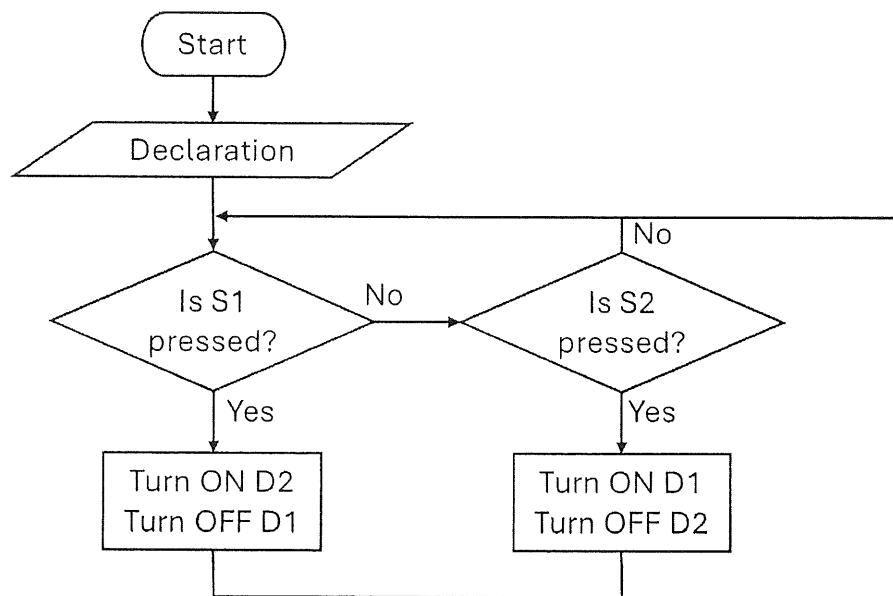 Start
Declaration
Is S1
pressed?
No
Is S2
pressed?
No
Yes
Turn ON D2
Turn OFF D1
Yes
Turn ON D1
Turn OFF D2